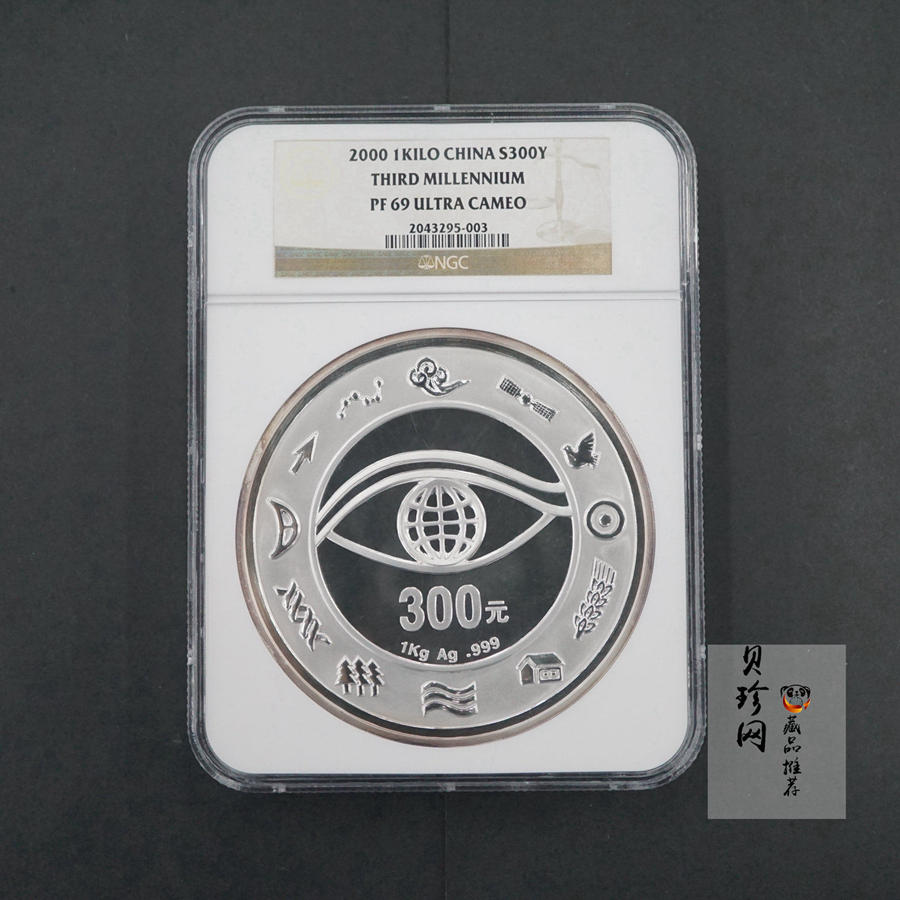 2000 1KILO CHINA S300Y
THIRD MILLENNIUM
PF 69 ULTRA CAMEO
2043295-003
NGC
300元
1Kg Ag .999
贝珍网
藏品推荐